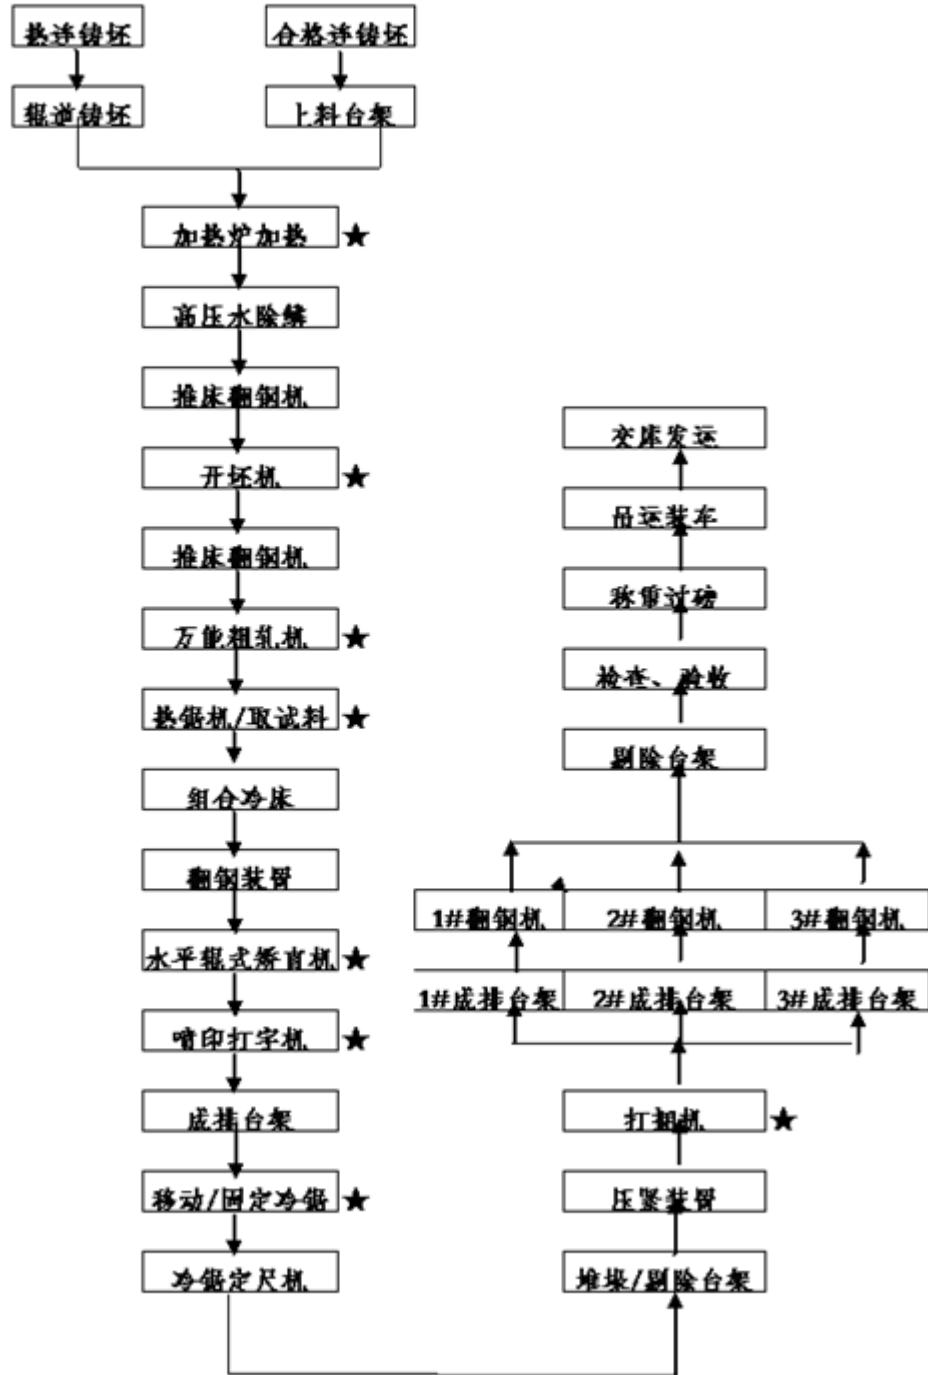 热连铸坯
合格连铸坯
辊道铸坯
上料台架
加热炉加热 ★
高压水除鳞
推床翻钢机
开坯机 ★
推床翻钢机
万能粗轧机 ★
热锯机/取试料 ★
组合冷床
翻钢装置
水平辊式矫直机 ★
喷印打字机 ★
成排台架
移动/固定冷锯 ★
冷锯定尺机
交库发运
吊运装车
称重过磅
检查、验收
剔除台架
1#翻钢机
2#翻钢机
3#翻钢机
1#成排台架
2#成排台架
3#成排台架
打捆机 ★
压紧装置
堆垛/剔除台架